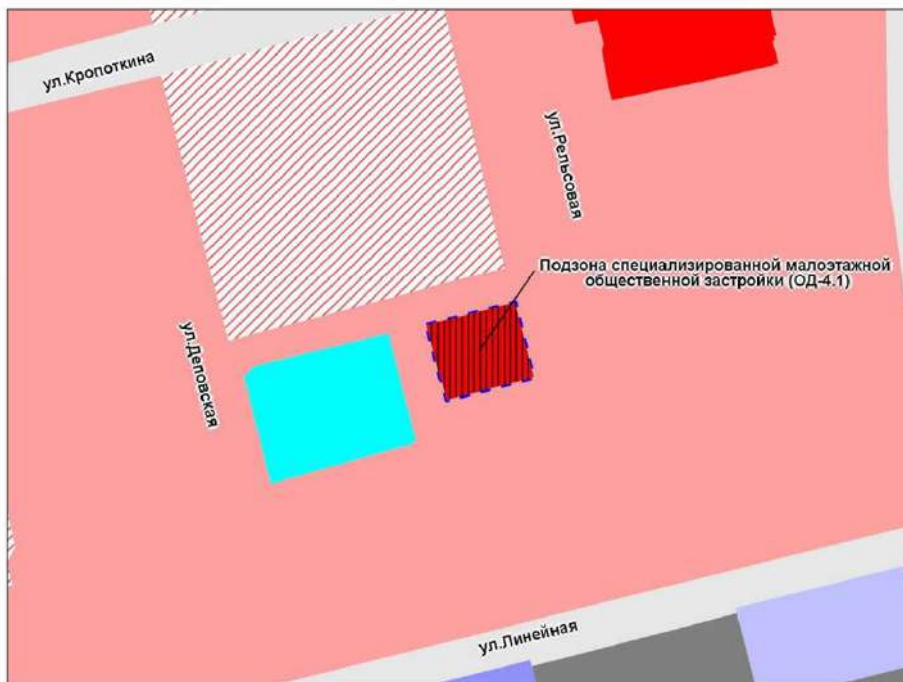 ул.Кропоткина
ул.Рельсовая
Подзона специализированной малоэтажной
общественной застройки (ОД-4.1)
ул.Деповская
ул.Линейная